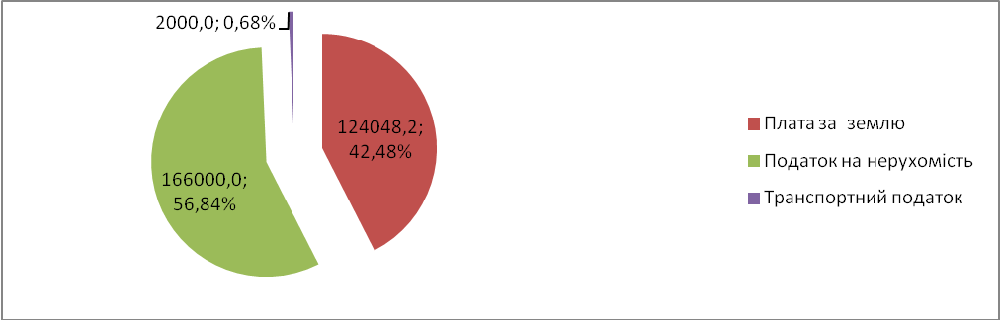 2000,0; 0,68%
124048,2;
42,48%
166000,0;
56,84%
Плата за землю
Податок на нерухомість
Транспортний податок